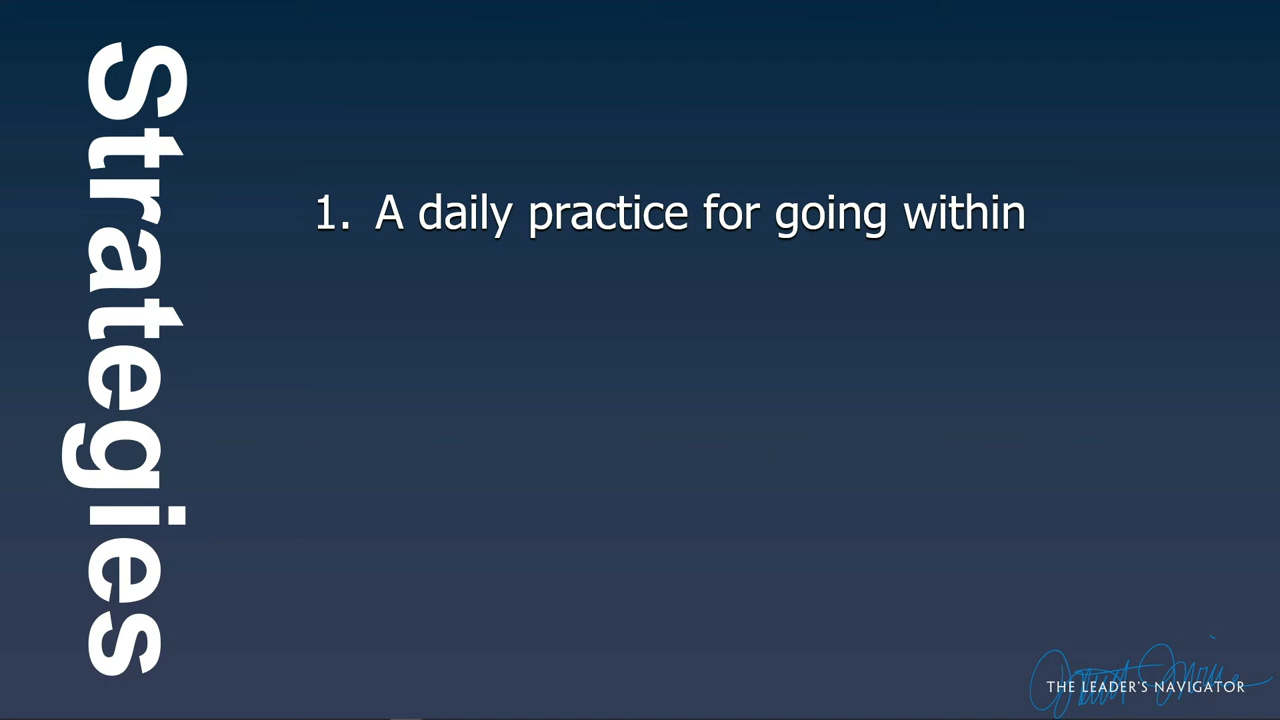 Strategies
1. A daily practice for going within
THE LEADER'S NAVIGATOR